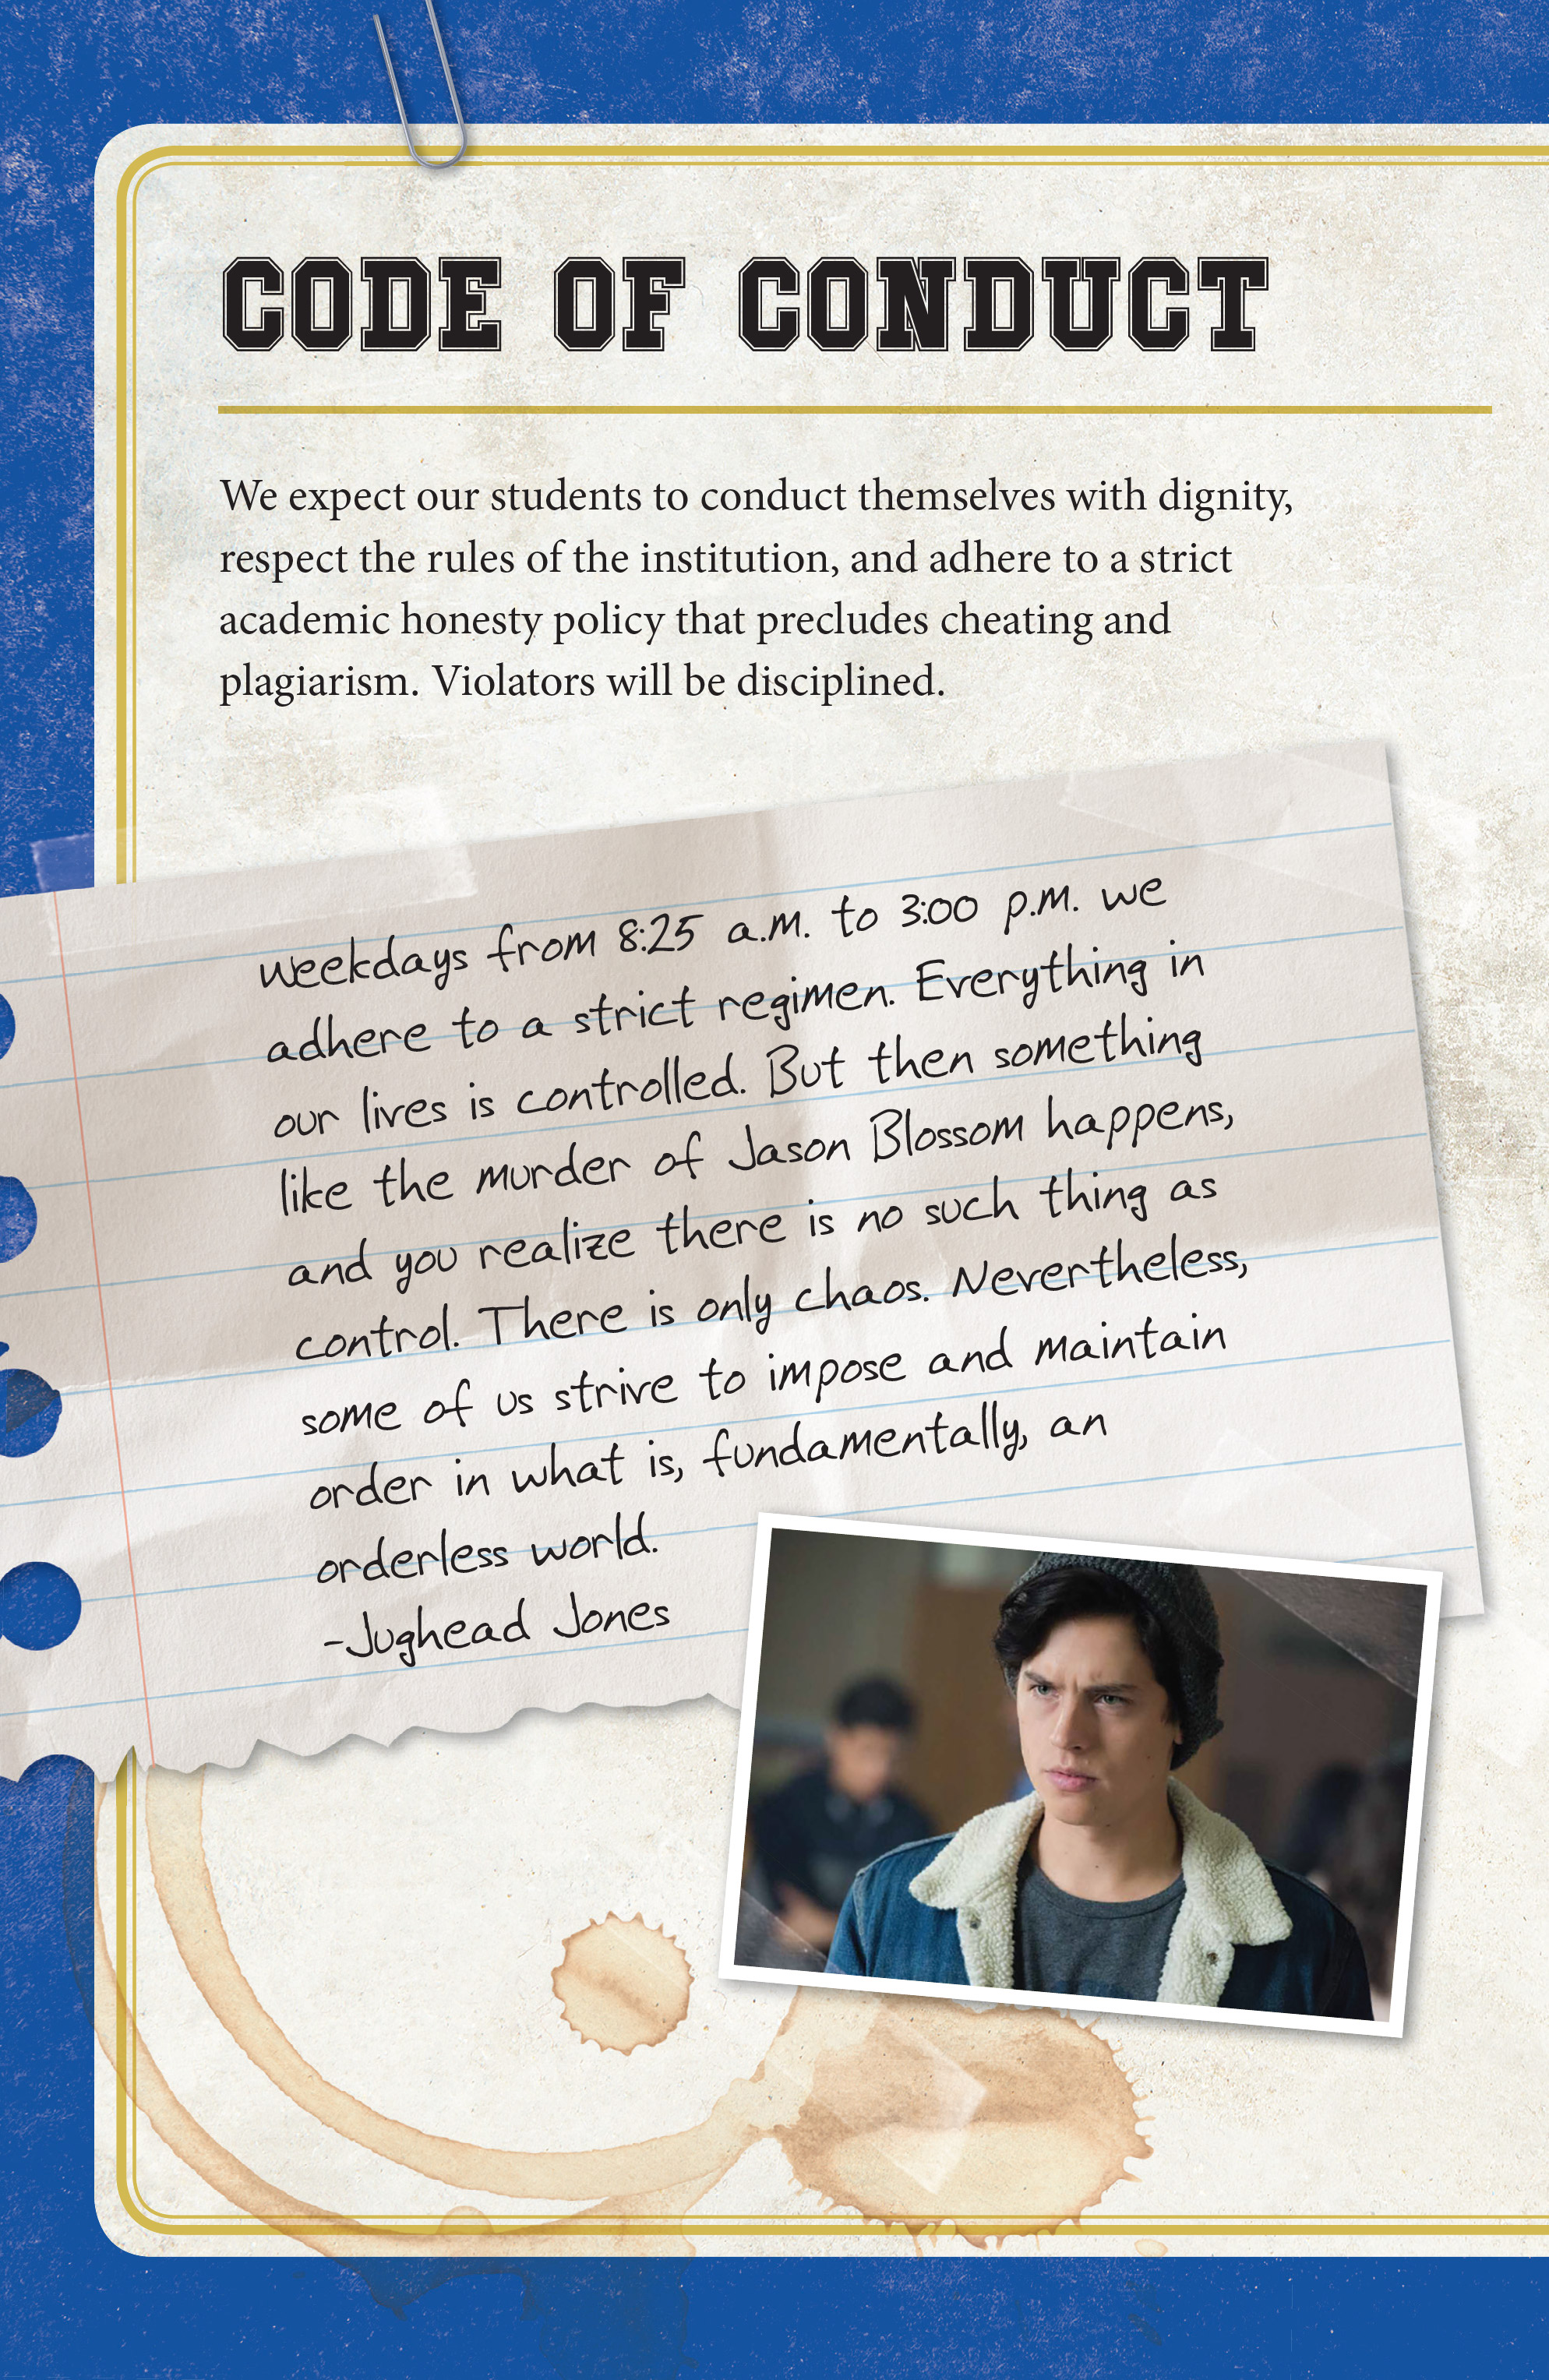 CODE OF CONDUCT
We expect our students to conduct themselves with dignity,
respect the rules of the institution, and adhere to a strict
academic honesty policy that precludes cheating and
plagiarism. Violators will be disciplined.
Weekdays from 8:25 a.m. to 3:00 p.m. we
adhere to a strict regimen. Everything in
our lives is controlled. But then something
like the murder of Jason Blossom happens,
and you realize there is no such thing as
control. There is only chaos. Nevertheless,
some of us strive to impose and maintain
order in what is, fundamentally, an
orderless world.
-Jughead Jones